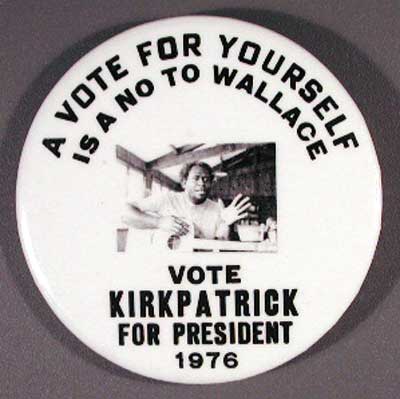 A VOTE FOR YOURSELF
IS A NO TO WALLACE
VOTE
KIRKPATRICK
FOR PRESIDENT
1976